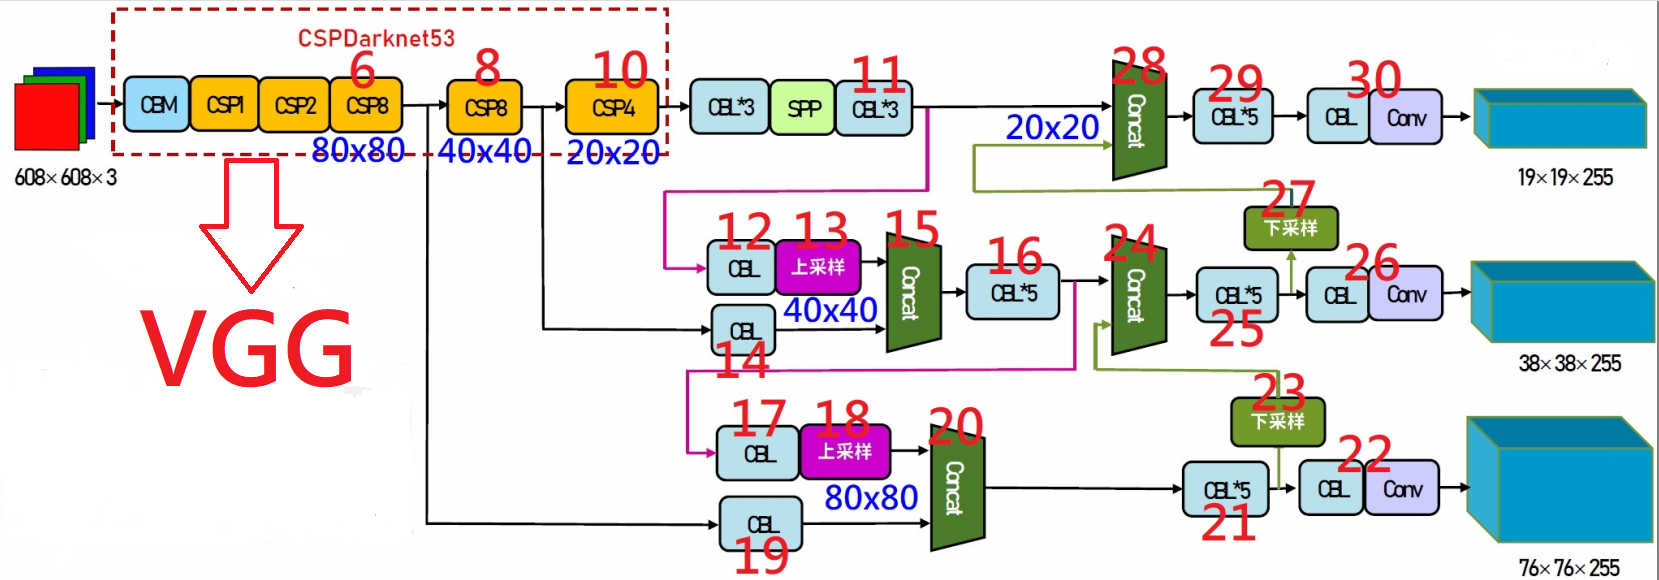 CSPDarknet53
6
8
10
11
28
29
30
CBM
CSP1
CSP2
CSP8
CSP8
CSP4
CBL*3
SPP
CBL*3
Concat
CBL*5
CBL
Conv
20x20
80x80
40x40
20x20
608×608×3
19×19×255
27
下采样
12
13
15
16
24
26
CBL
上采样
Concat
CBL*5
Concat
CBL*5
CBL
Conv
40x40
CBL
14
25
38×38×255
VGG
23
下采样
17
18
20
22
CBL
上采样
Concat
CBL*5
CBL
Conv
80x80
CBL
19
21
76×76×255